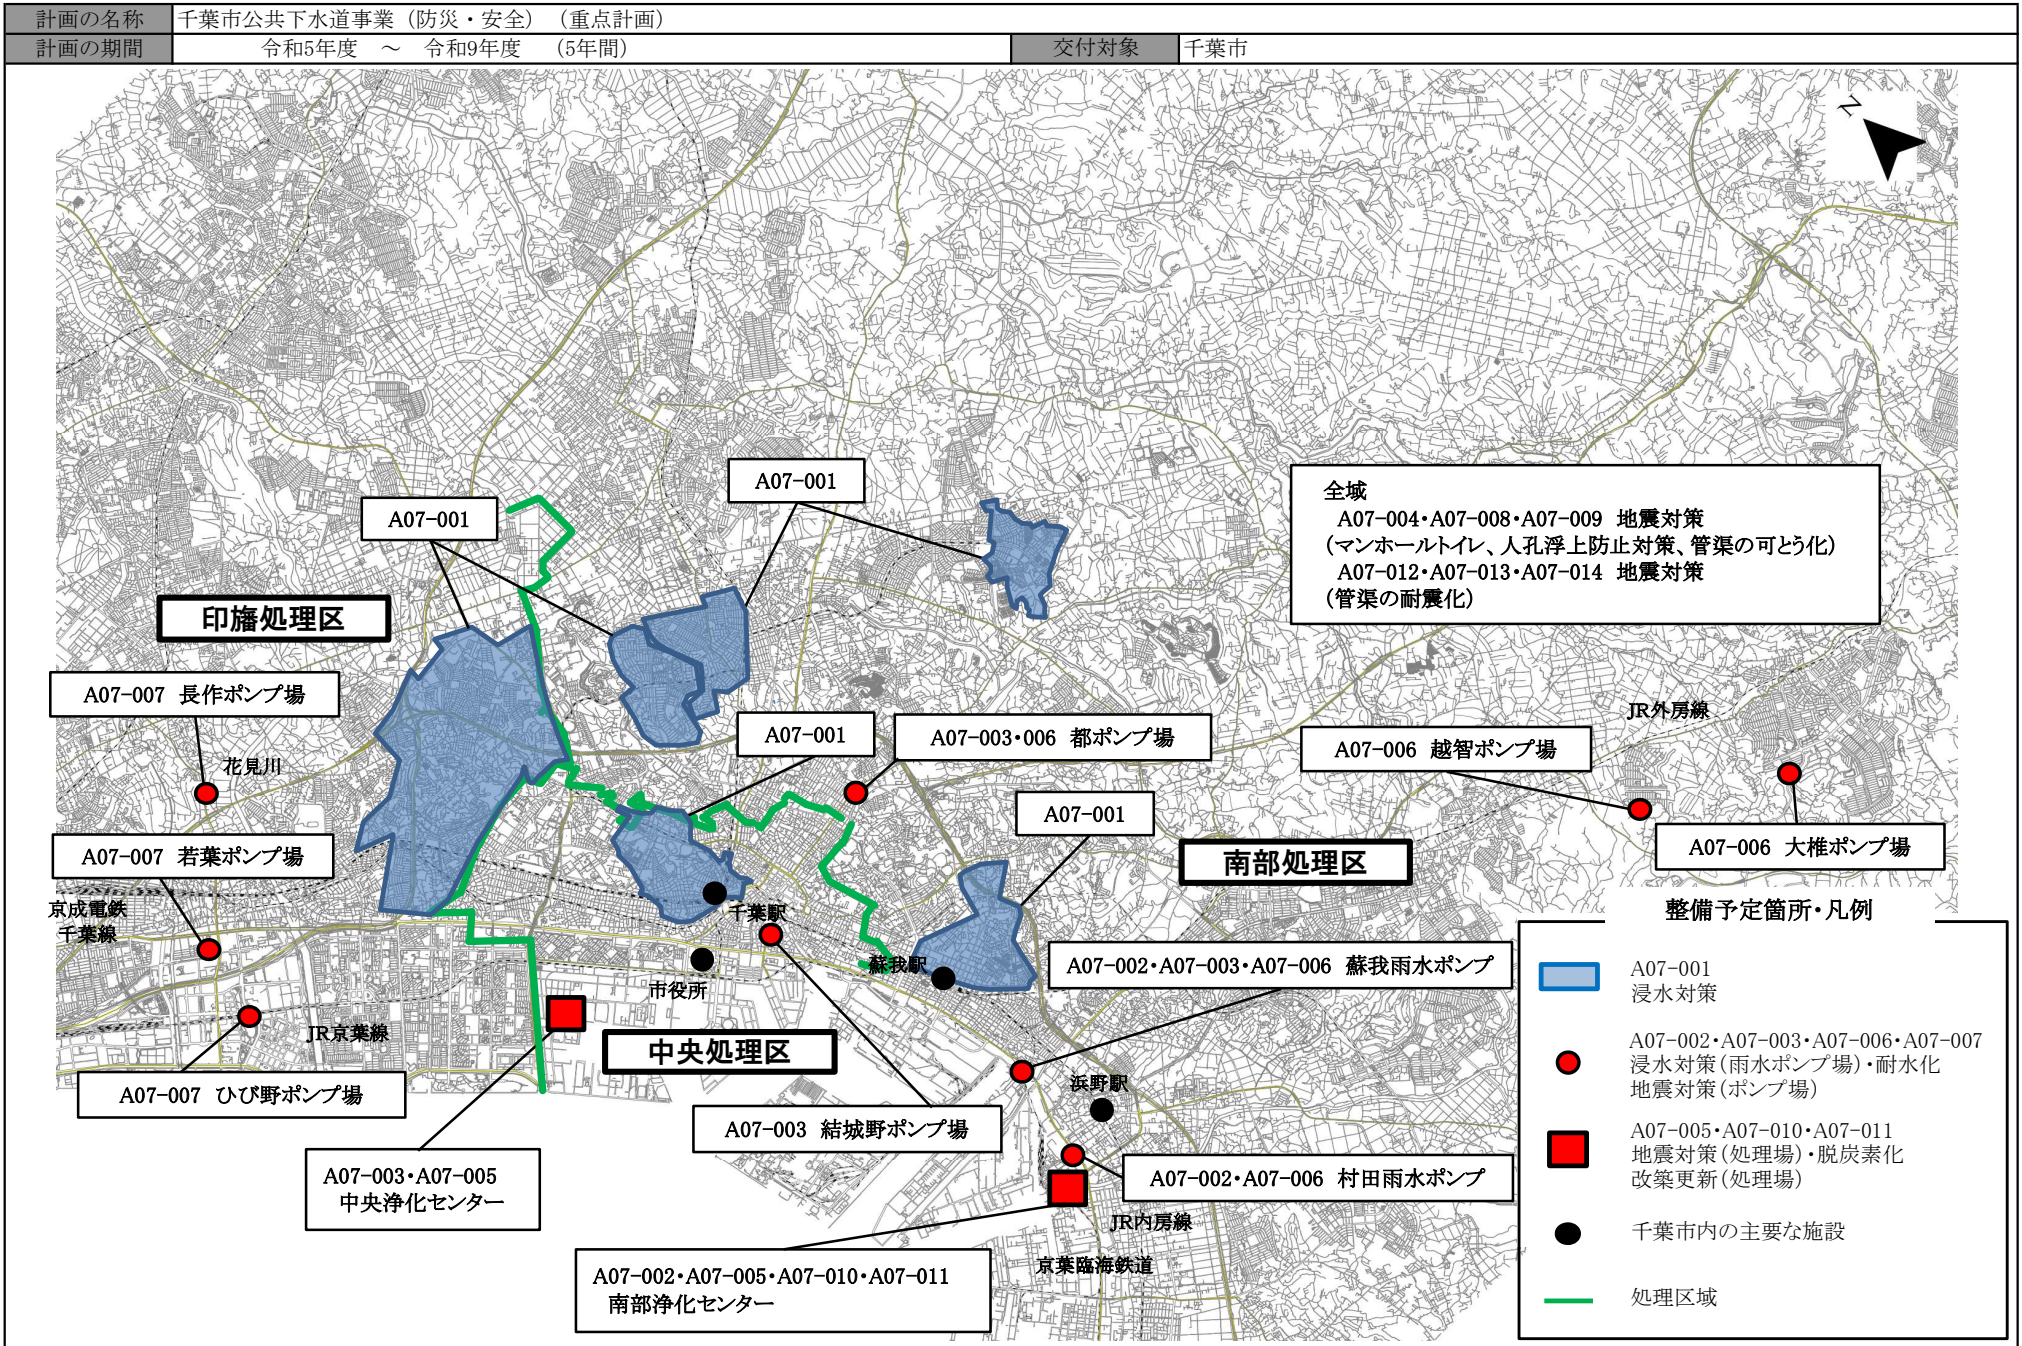 計画の名称 千葉市公共下水道事業（防災・安全）（重点計画）
計画の期間 令和5年度 ～ 令和9年度 （5年間） 交付対象 千葉市
N
A07-001
A07-001
全域
A07-004・A07-008・A07-009 地震対策
(マンホールトイレ、人孔浮上防止対策、管渠の可とう化)
A07-012・A07-013・A07-014 地震対策
(管渠の耐震化)
印旛処理区
A07-007 長作ポンプ場
花見川
A07-001
A07-003・006 都ポンプ場
JR外房線
A07-006 越智ポンプ場
A07-001
A07-006 大椎ポンプ場
A07-007 若葉ポンプ場
南部処理区
京成電鉄
千葉線
千葉駅
蘇我駅
市役所
A07-002・A07-003・A07-006 蘇我雨水ポンプ
JR京葉線
中央処理区
A07-007 ひび野ポンプ場
浜野駅
A07-003 結城野ポンプ場
A07-003・A07-005
中央浄化センター
A07-002・A07-006 村田雨水ポンプ
JR内房線
京葉臨海鉄道
A07-002・A07-005・A07-010・A07-011
南部浄化センター
整備予定箇所・凡例
A07-001
浸水対策
A07-002・A07-003・A07-006・A07-007
浸水対策(雨水ポンプ場)・耐水化
地震対策(ポンプ場)
A07-005・A07-010・A07-011
地震対策(処理場)・脱炭素化
改築更新(処理場)
千葉市内の主要な施設
処理区域